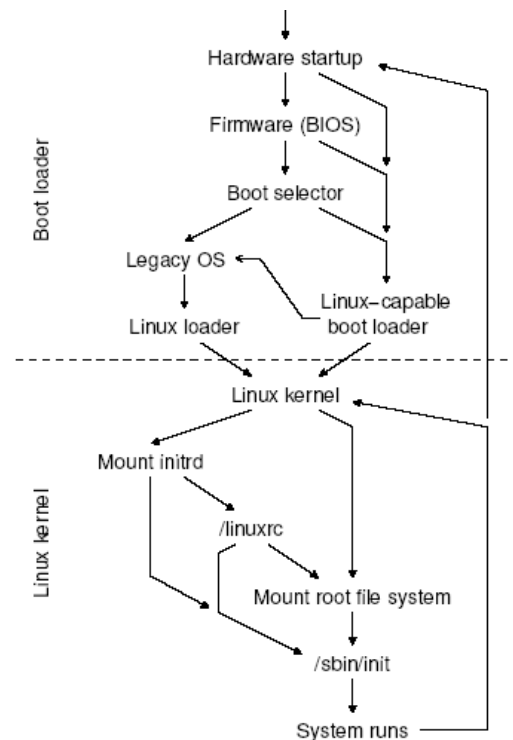 Hardware startup
Firmware (BIOS)
Boot selector
Legacy OS
Linux-capable
boot loader
Linux loader
Linux kernel
Mount initrd
/linuxrc
Mount root file system
/sbin/init
System runs
Boot loader
Linux kernel